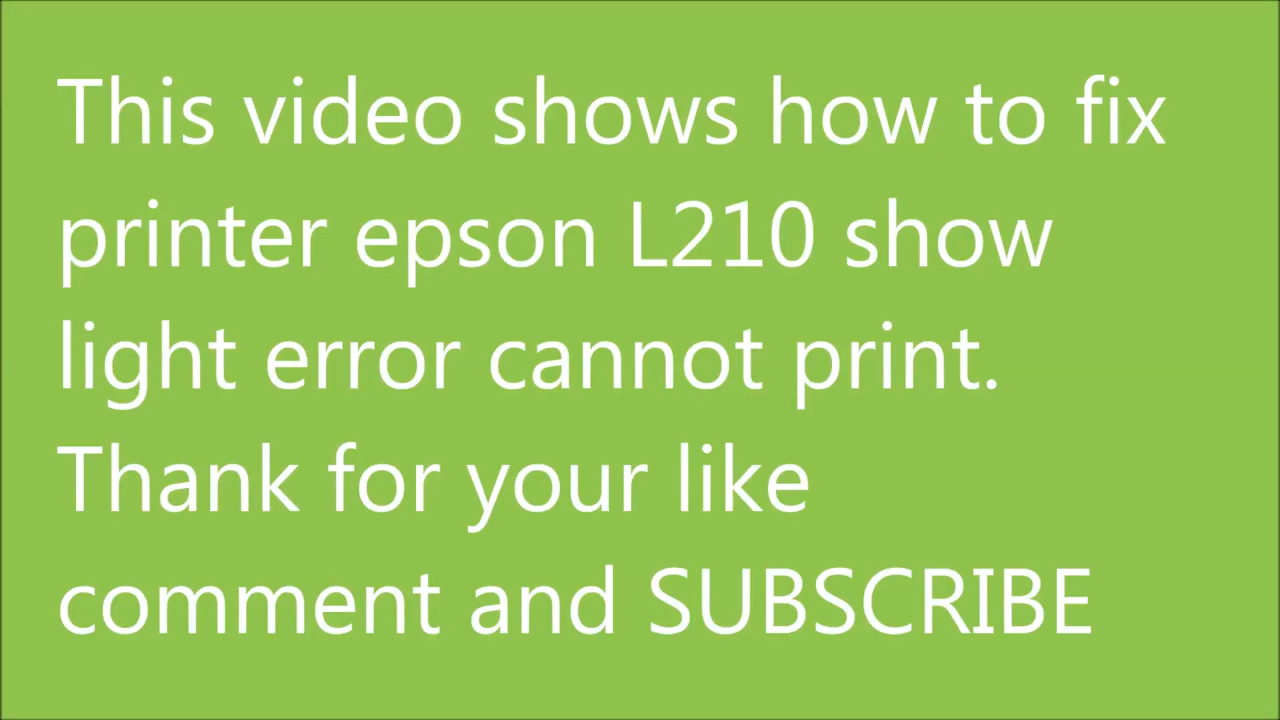 This video shows how to fix
printer epson L210 show
light error cannot print.
Thank for your like
comment and SUBSCRIBE